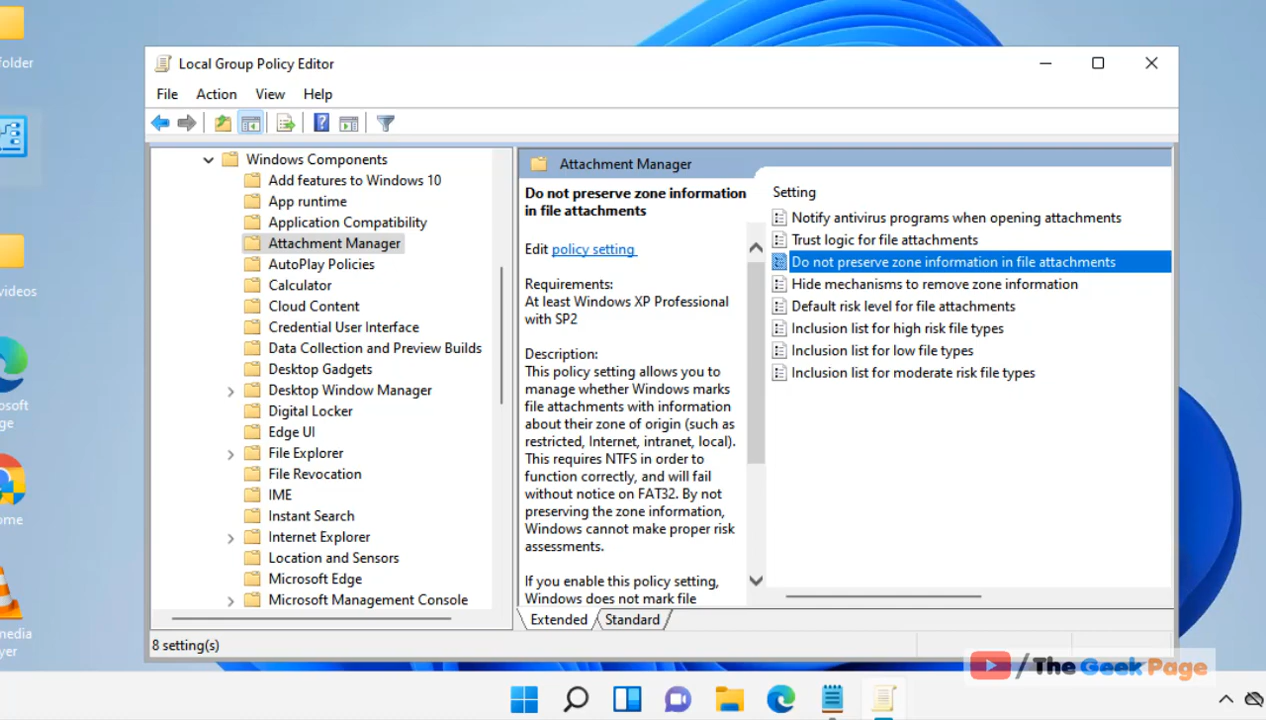 folder
videos
osoft
ge
ome
media
yer
Local Group Policy Editor
File Action View Help
Windows Components
Add features to Windows 10
App runtime
Application Compatibility
Attachment Manager
AutoPlay Policies
Calculator
Cloud Content
Credential User Interface
Data Collection and Preview Builds
Desktop Gadgets
Desktop Window Manager
Digital Locker
Edge UI
File Explorer
File Revocation
IME
Instant Search
Internet Explorer
Location and Sensors
Microsoft Edge
Microsoft Management Console
Attachment Manager
Do not preserve zone information
in file attachments
Edit policy setting
Requirements:
At least Windows XP Professional
with SP2
Description:
This policy setting allows you to
manage whether Windows marks
file attachments with information
about their zone of origin (such as
restricted, Internet, intranet, local).
This requires NTFS in order to
function correctly, and will fail
without notice on FAT32. By not
preserving the zone information,
Windows cannot make proper risk
assessments.
If you enable this policy setting,
Windows does not mark file
Setting
Notify antivirus programs when opening attachments
Trust logic for file attachments
Do not preserve zone information in file attachments
Hide mechanisms to remove zone information
Default risk level for file attachments
Inclusion list for high risk file types
Inclusion list for low file types
Inclusion list for moderate risk file types
Extended Standard
8 setting(s)
/The Geek Page